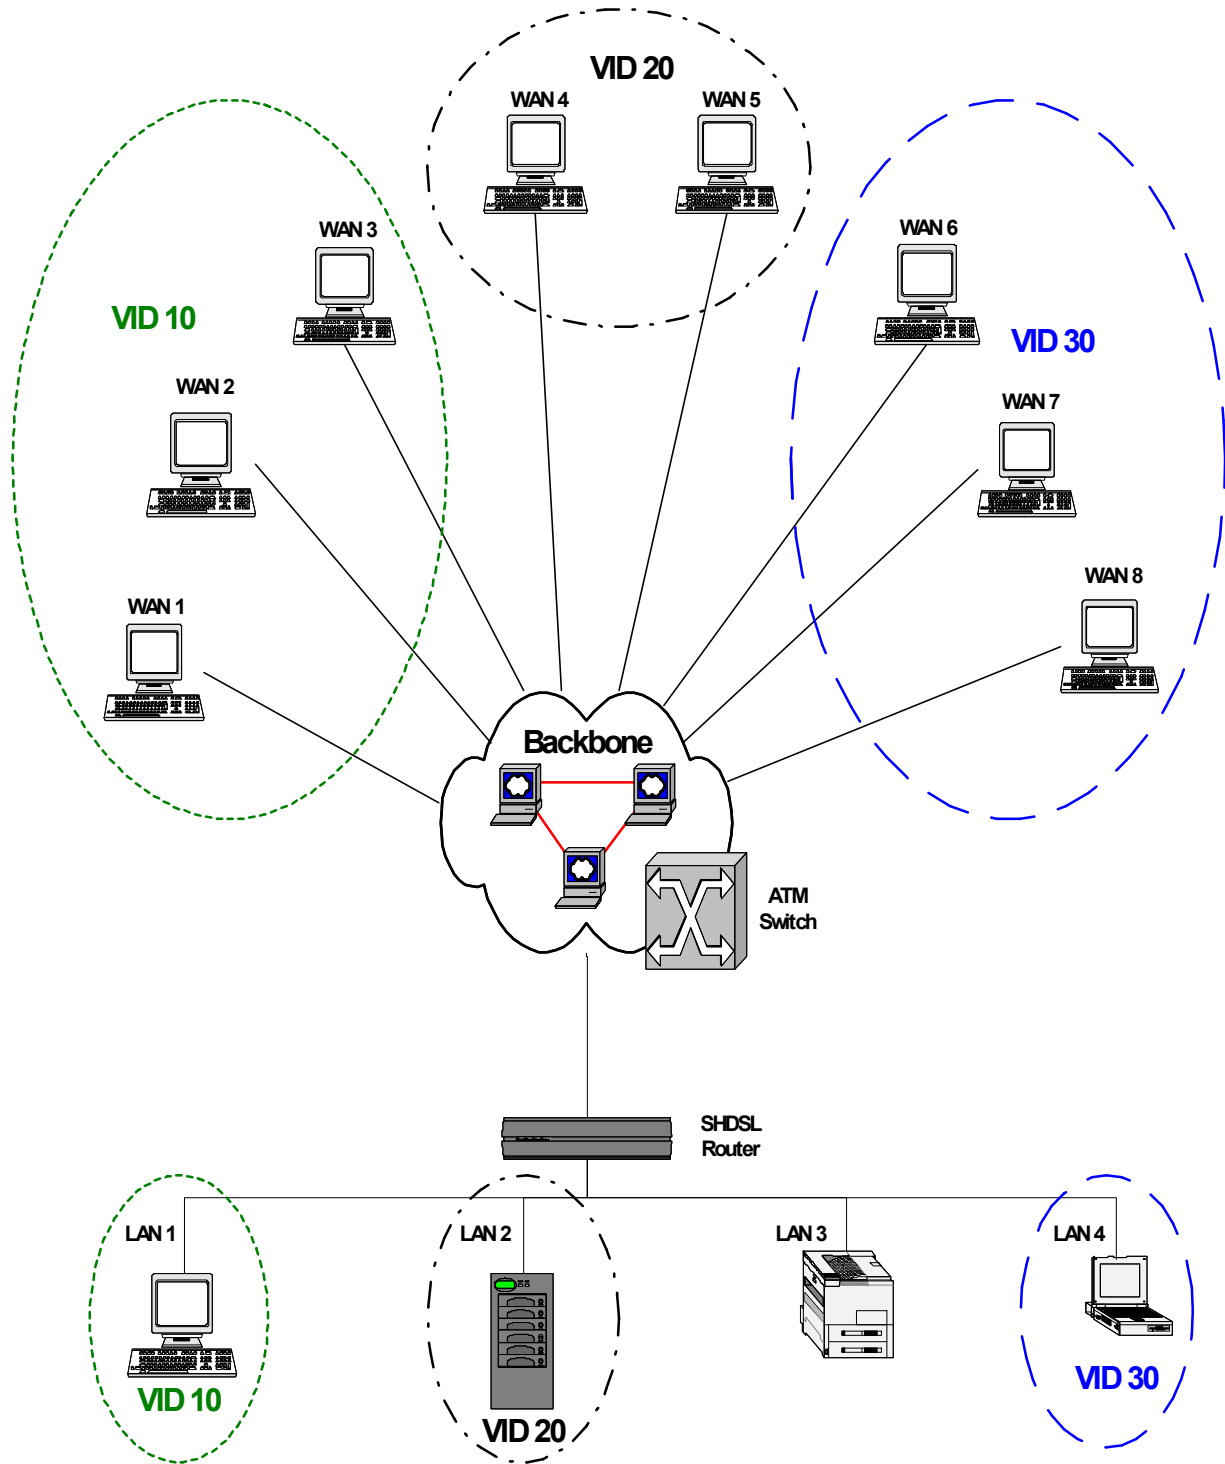 VID 20
WAN 4
WAN 5
WAN 3
WAN 6
VID 10
VID 30
WAN 2
WAN 7
WAN 8
WAN 1
Backbone
ATM
Switch
SHDSL
Router
LAN 1
LAN 2
LAN 3
LAN 4
VID 10
VID 20
VID 30